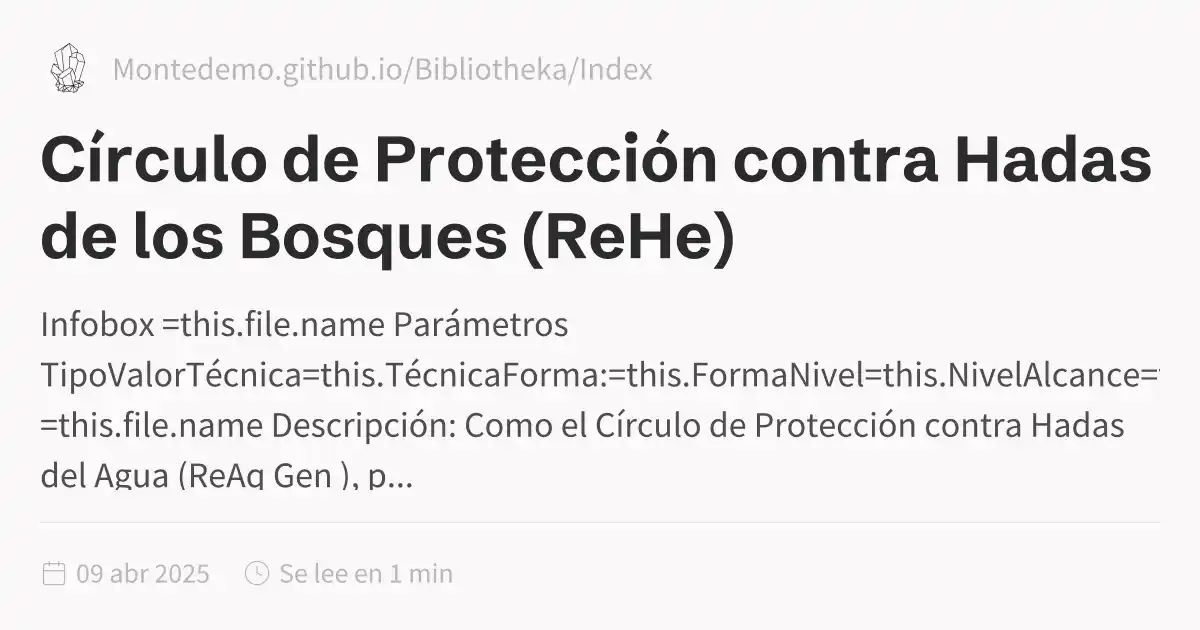 Montedemo.github.io/Bibliotheka/Index
Círculo de Protección contra Hadas
de los Bosques (ReHe)
Infobox =this.file.name Parámetros
TipoValorTécnica=this.TécnicaForma:=this.FormaNivel=this.NivelAlcance=
=this.file.name Descripción: Como el Círculo de Protección contra Hadas
del Agua (ReAq Gen ), p...
09 abr 2025
Se lee en 1 min